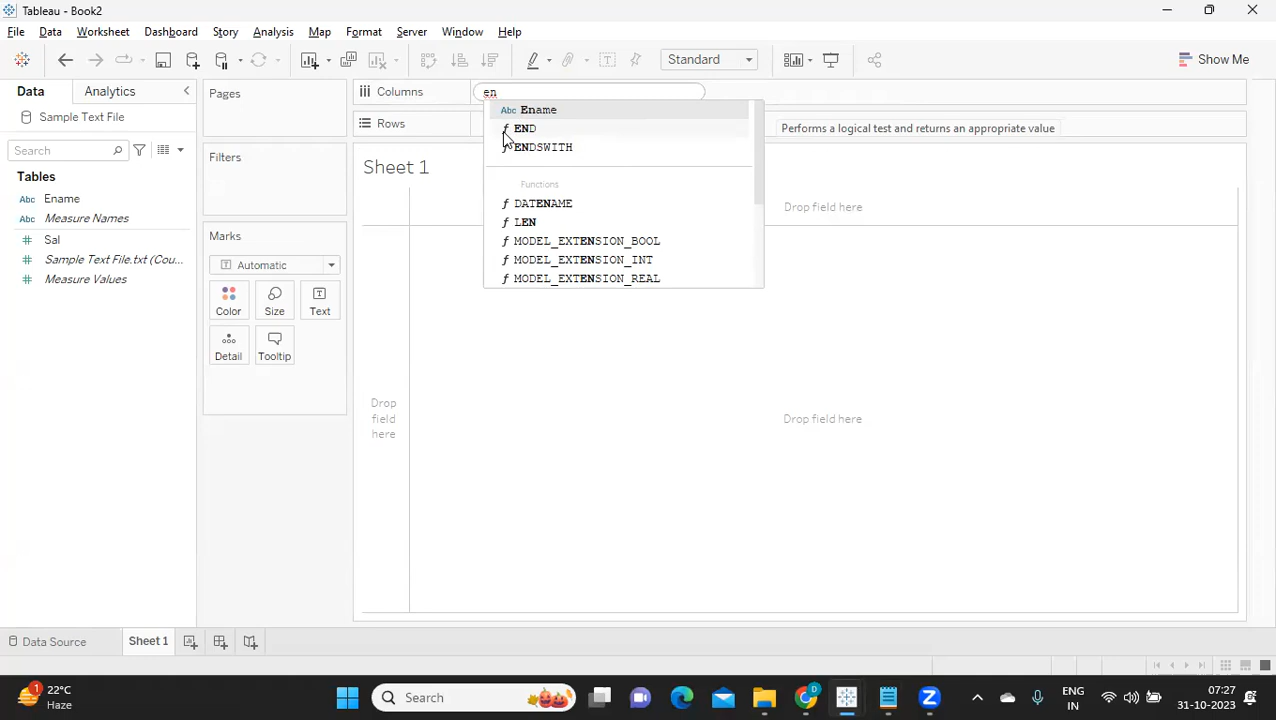 Tableau - Book2
File Data Worksheet Dashboard Story Analysis Map Format Server Window Help
Standard
Show Me
Data Analytics
Sample Text File
Search
Tables
Abc Ename
Abc Measure Names
# Sal
# Sample Text File.txt (Cou...
# Measure Values
Pages
Filters
Marks
Automatic
Color Size Text
Detail Tooltip
Columns en
Rows
Abc Ename
f END
f ENDSWITH
Functions
f DATENAME
f LEN
f MODEL_EXTENSION_BOOL
f MODEL_EXTENSION_INT
f MODEL_EXTENSION_REAL
Performs a logical test and returns an appropriate value
Sheet 1
Drop field here
Drop
field
here
Drop field here
Data Source Sheet 1
1
22°C
Haze
Search
ENG
IN
07:27
31-10-2023